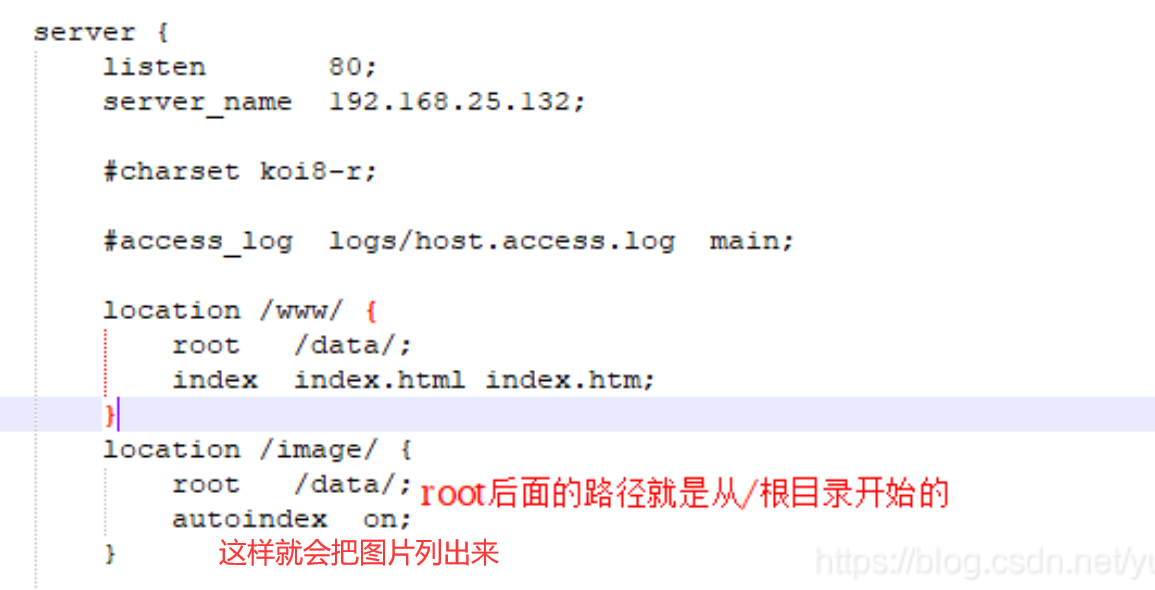 server {
listen 80;
server_name 192.168.25.132;
#charset koi8-r;
#access_log logs/host.access.log main;
location /www/ {
root /data/;
index index.html index.htm;
}
location /image/ {
root /data/; root后面的路径就是从/根目录开始的
autoindex on;
} 这样就会把图片列出来
https://blog.csdn.net/yu